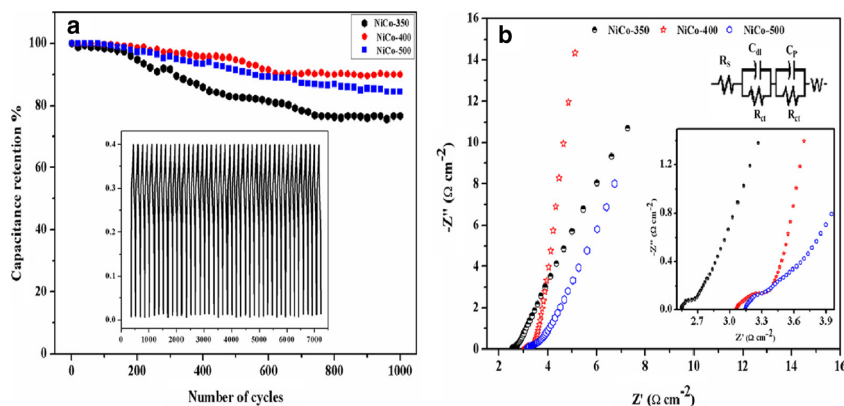 a
NiCo-350
NiCo-400
NiCo-500
Capacitance retention %
100
80
60
40
20
0
0 200 400 600 800 1000
Number of cycles
0.4
0.3
0.2
0.1
0.0
0 1000 2000 3000 4000 5000 6000 7000
b
NiCo-350 NiCo-400 NiCo-500
-Z'' (Ω cm-2)
16
14
12
10
8
6
4
2
0
0 2 4 6 8 10 12 14 16
Z' (Ω cm-2)
Cdl CP
RS
W
Rct Rct
-Z'' (Ω cm-2)
1.2
0.8
0.4
0.0
2.7 3.0 3.3 3.6 3.9
Z' (Ω cm-2)